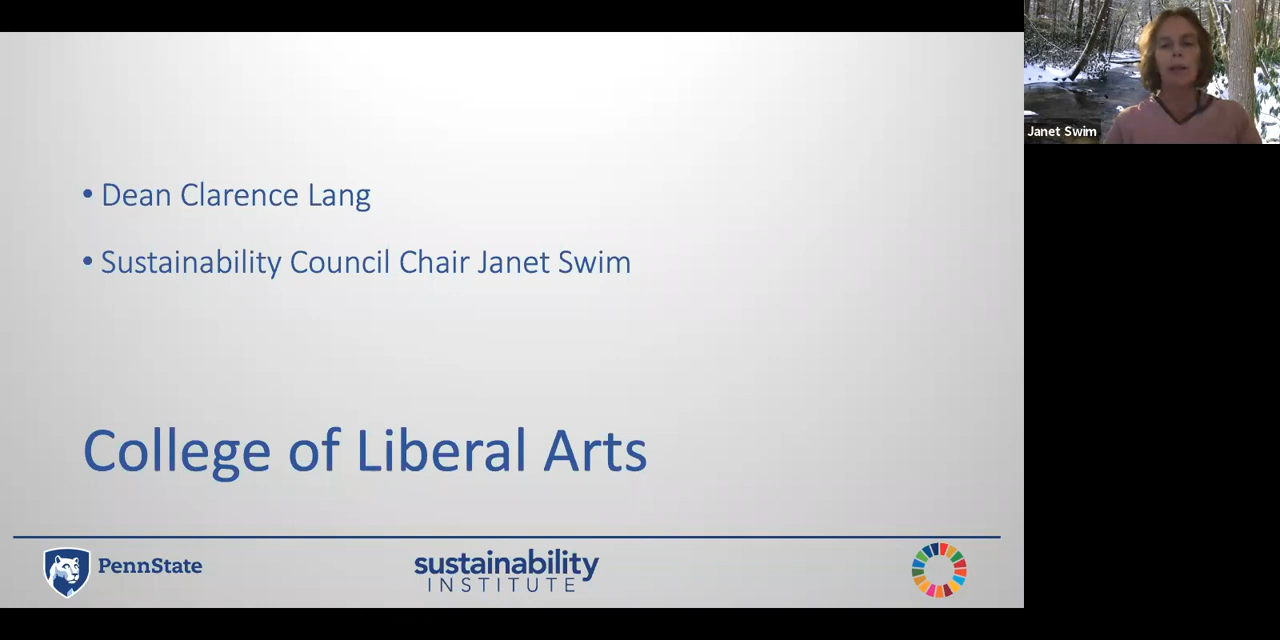 Janet Swim
• Dean Clarence Lang
• Sustainability Council Chair Janet Swim
College of Liberal Arts
PennState
sustainability
INSTITUTE